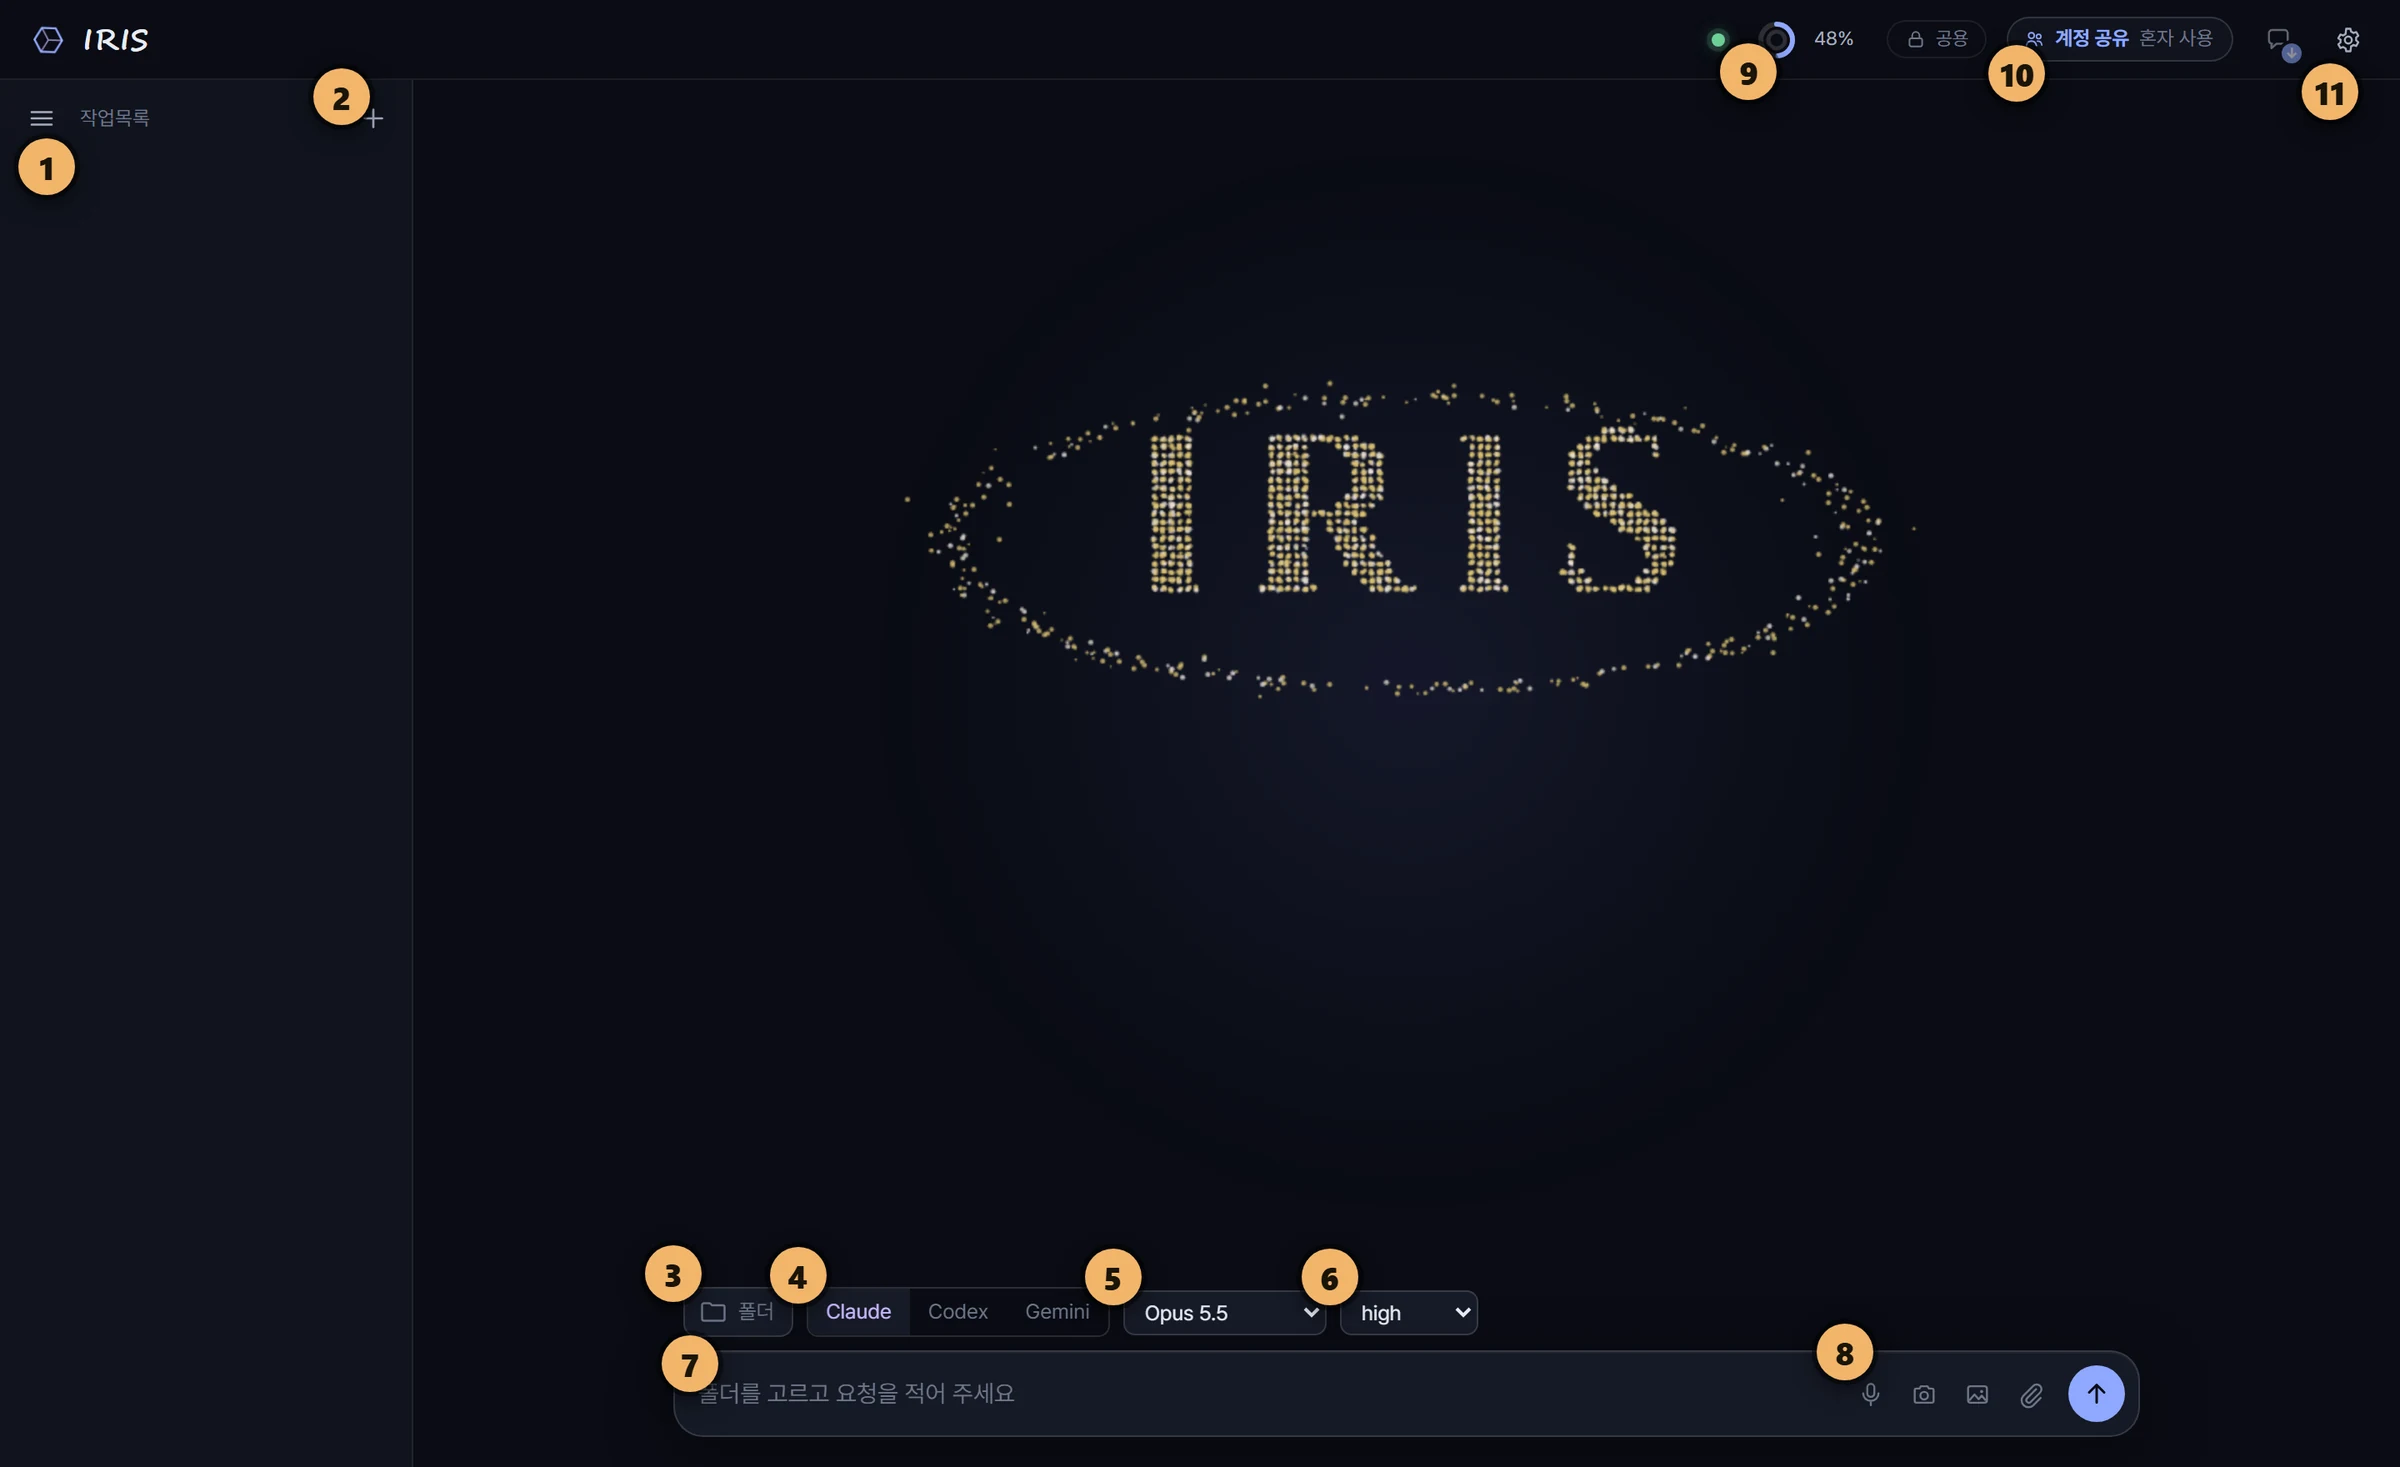 IRIS
48%
공용
계정 공유 혼자 사용
9
10
11
2
작업목록
1
IRIS
3
4
5
6
폴더
Claude
Codex
Gemini
Opus 5.5
high
7
8
폴더를 고르고 요청을 적어 주세요